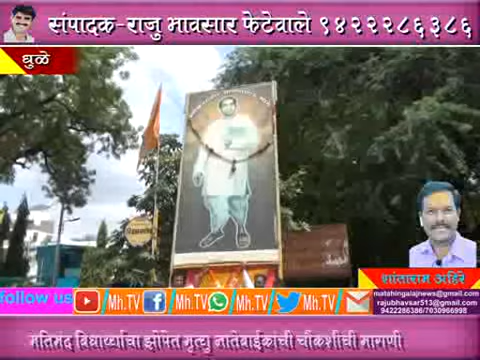 संपादक-राजु भावसार फेटेवाले ९४२२२८६३८६
धुळे
शांताराम अहिरे
matahingalajnews@gmail.com
rajubhavsar513@gmail.com
9422286386/7030966998
follow us Mh.TV Mh.TV Mh.TV Mh.TV Mh.TV
मतिमंद विद्यार्थ्याचा झोपेत मृत्यु नातेवाईकांची चौकशीची मागणी